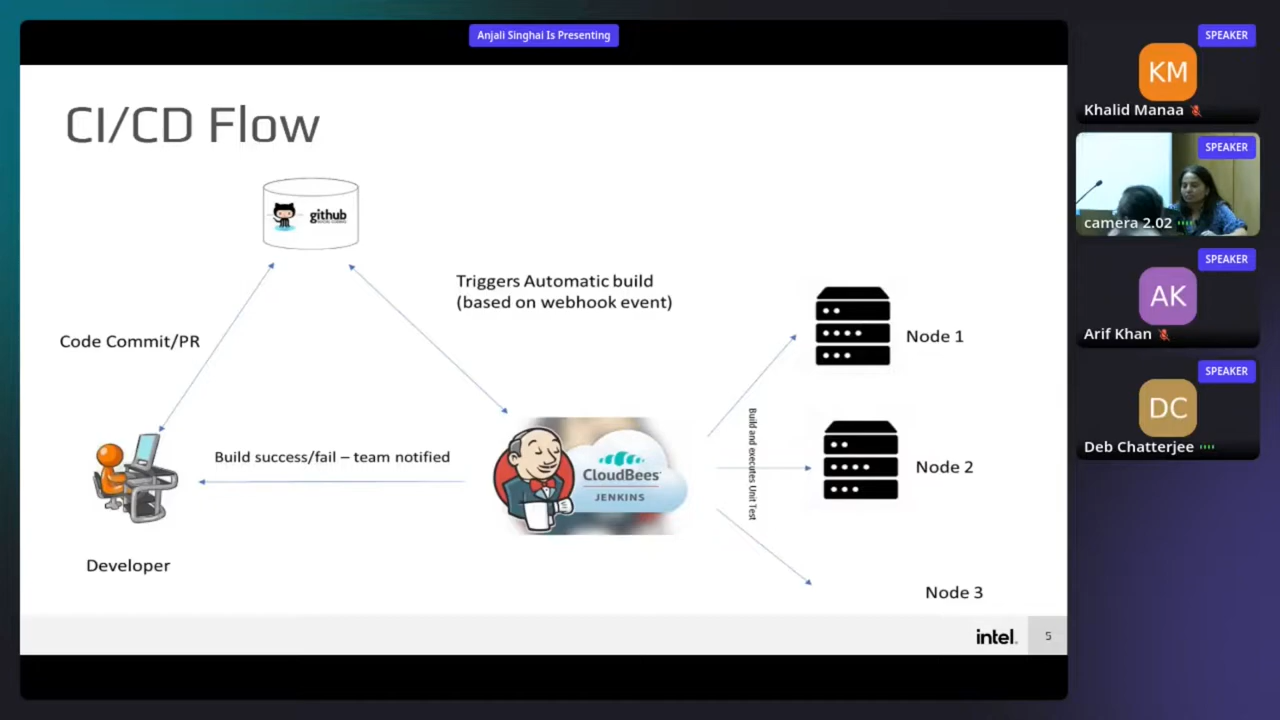 Anjali Singhai Is Presenting
CI/CD Flow
github
Triggers Automatic build
(based on webhook event)
Code Commit/PR
Node 1
Build and executes Unit Test
Build success/fail – team notified
CloudBees
JENKINS
Node 2
Developer
Node 3
intel.
5
SPEAKER
KM
Khalid Manaa
SPEAKER
camera 2.02
SPEAKER
AK
Arif Khan
SPEAKER
DC
Deb Chatterjee